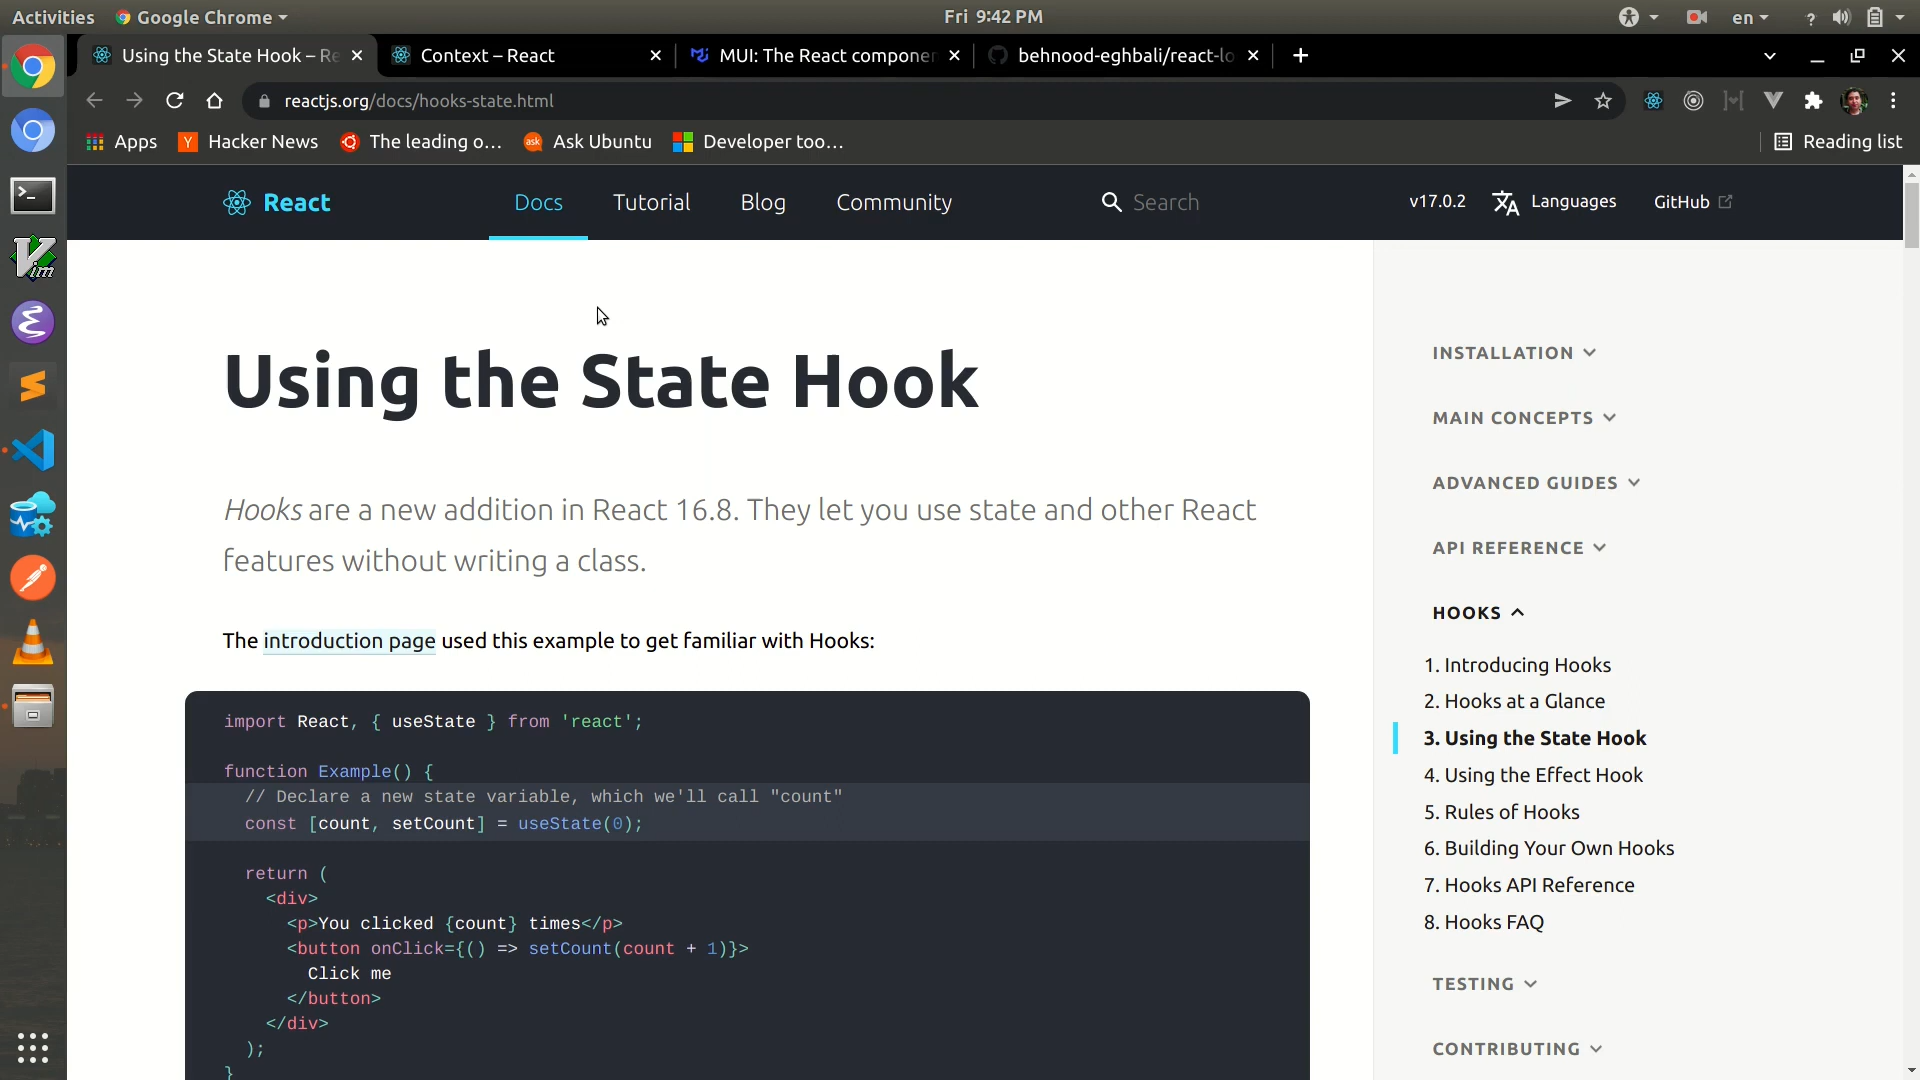 Activities Google Chrome Fri 9:42 PM en ?
Using the State Hook – Re Context – React MUI: The React componen behnood-eghbali/react-lo
reactjs.org/docs/hooks-state.html
Apps Hacker News The leading o... Ask Ubuntu Developer too... Reading list
React Docs Tutorial Blog Community Search v17.0.2 Languages GitHub
Using the State Hook
Hooks are a new addition in React 16.8. They let you use state and other React
features without writing a class.
The introduction page used this example to get familiar with Hooks:
import React, { useState } from 'react';
function Example() {
// Declare a new state variable, which we'll call "count"
const [count, setCount] = useState(0);
return (
<div>
<p>You clicked {count} times</p>
<button onClick={() => setCount(count + 1)}>
Click me
</button>
</div>
);
}
INSTALLATION
MAIN CONCEPTS
ADVANCED GUIDES
API REFERENCE
HOOKS
1. Introducing Hooks
2. Hooks at a Glance
3. Using the State Hook
4. Using the Effect Hook
5. Rules of Hooks
6. Building Your Own Hooks
7. Hooks API Reference
8. Hooks FAQ
TESTING
CONTRIBUTING